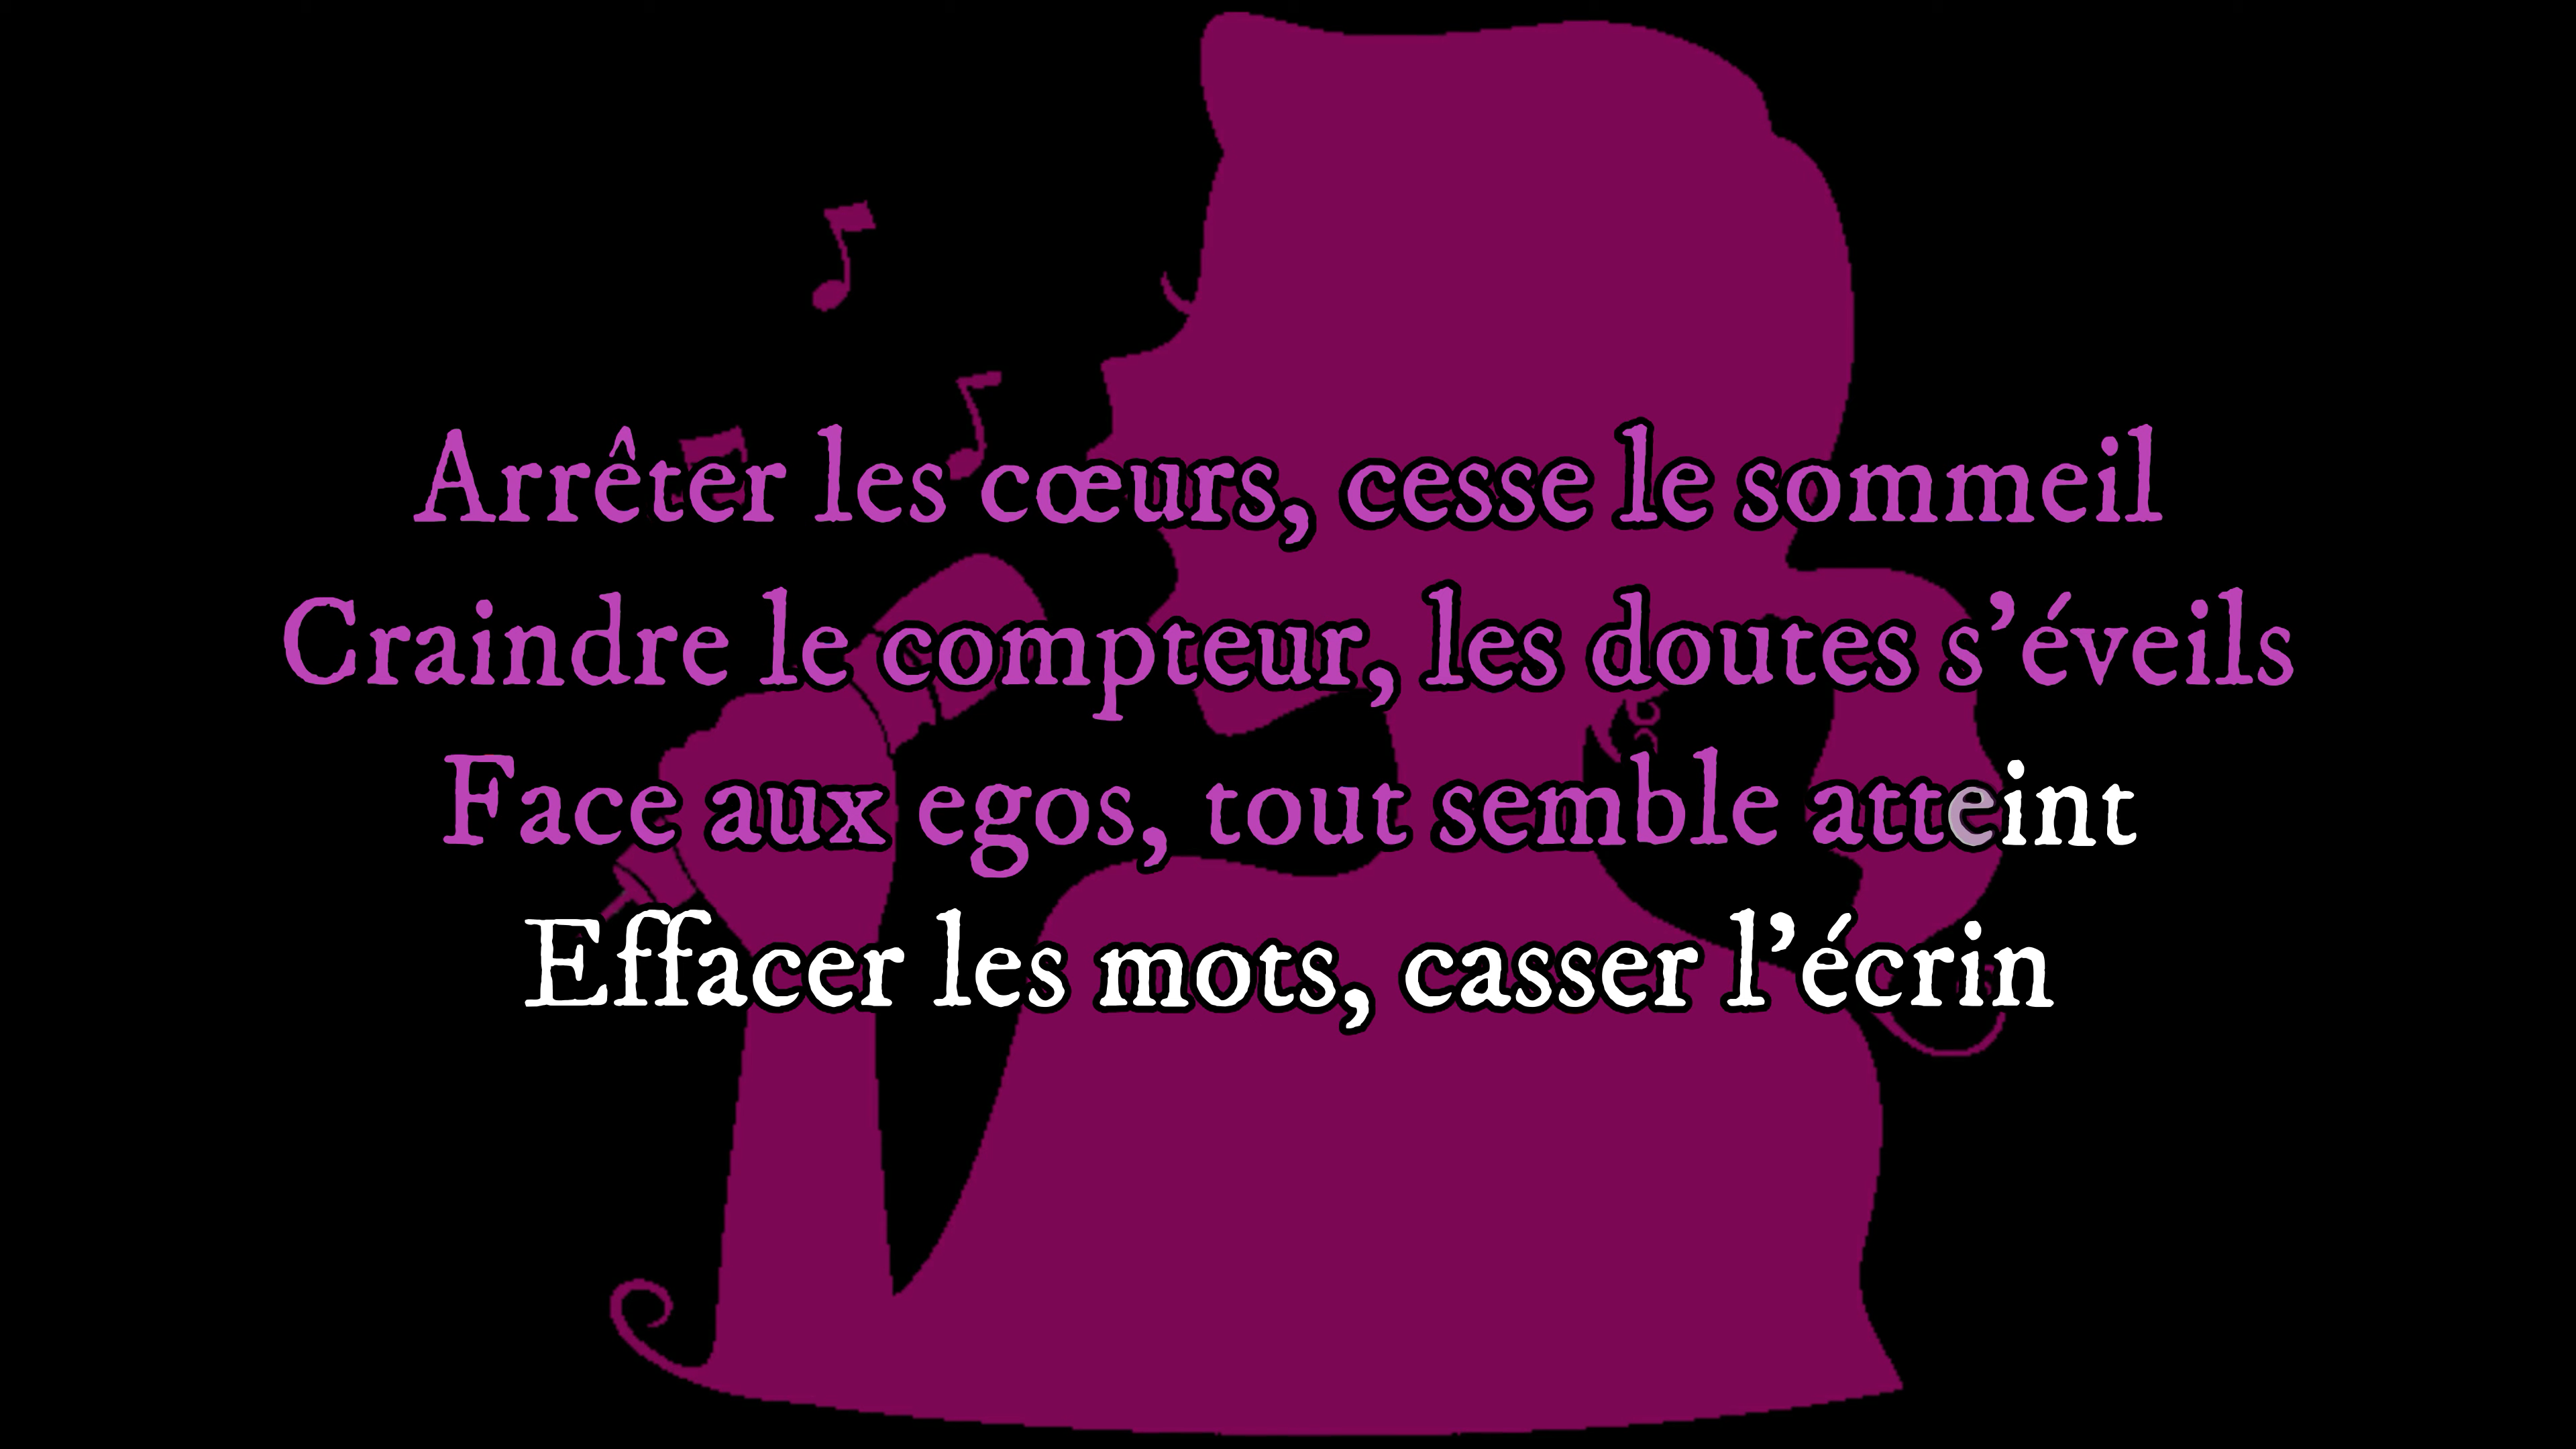 Arrêter les cœurs, cesse le sommeil
Craindre le compteur, les doutes s’éveils
Face aux egos, tout semble atteint
Effacer les mots, casser l’écrin